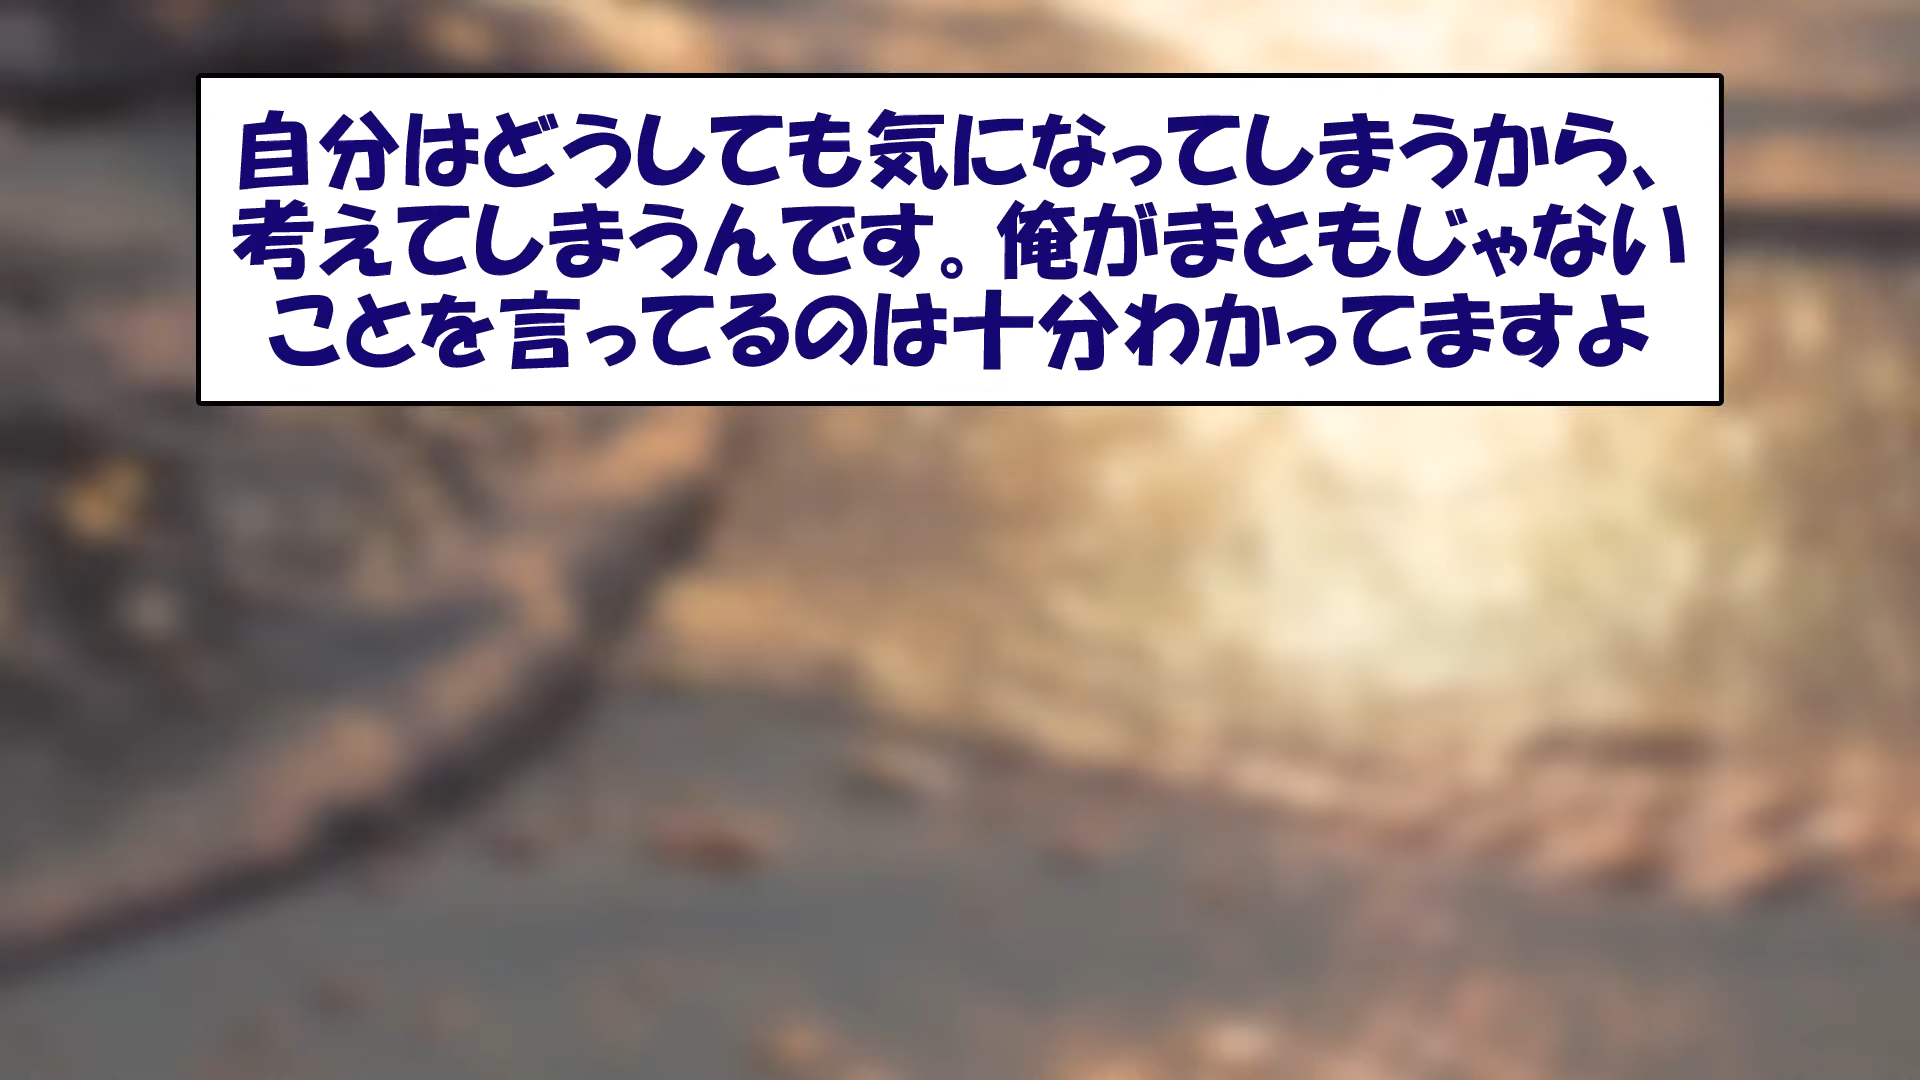 自分はどうしても気になってしまうから、
考えてしまうんです。俺がまともじゃない
ことを言ってるのは十分わかってますよ